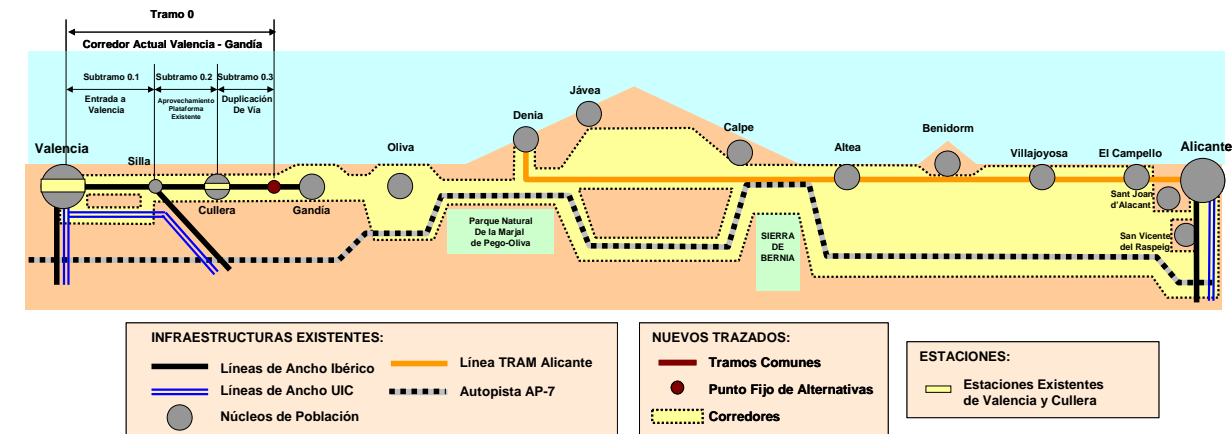 Tramo 0
Corredor Actual Valencia - Gandía
Subtramo 0.1
Subtramo 0.2
Subtramo 0.3
Entrada a
Valencia
Aprovechamiento
Plataforma
Existente
Duplicación
De Vía
Valencia
Silla
Cullera
Gandía
Oliva
Denia
Jávea
Calpe
Altea
Benidorm
Villajoyosa
El Campello
Alicante
Sant Joan
d'Alacant
San Vicente
del Raspeig
Parque Natural
De la Marjal
de Pego-Oliva
SIERRA
DE
BERNIA
INFRAESTRUCTURAS EXISTENTES:
Líneas de Ancho Ibérico
Línea TRAM Alicante
Líneas de Ancho UIC
Autopista AP-7
Núcleos de Población
NUEVOS TRAZADOS:
Tramos Comunes
Punto Fijo de Alternativas
Corredores
ESTACIONES:
Estaciones Existentes
de Valencia y Cullera